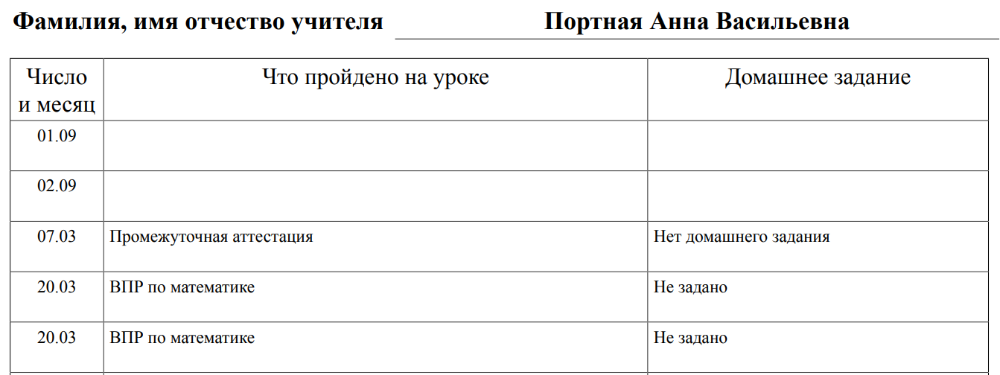 Фамилия, имя отчество учителя Портная Анна Васильевна
Число и месяц Что пройдено на уроке Домашнее задание
01.09
02.09
07.03 Промежуточная аттестация Нет домашнего задания
20.03 ВПР по математике Не задано
20.03 ВПР по математике Не задано